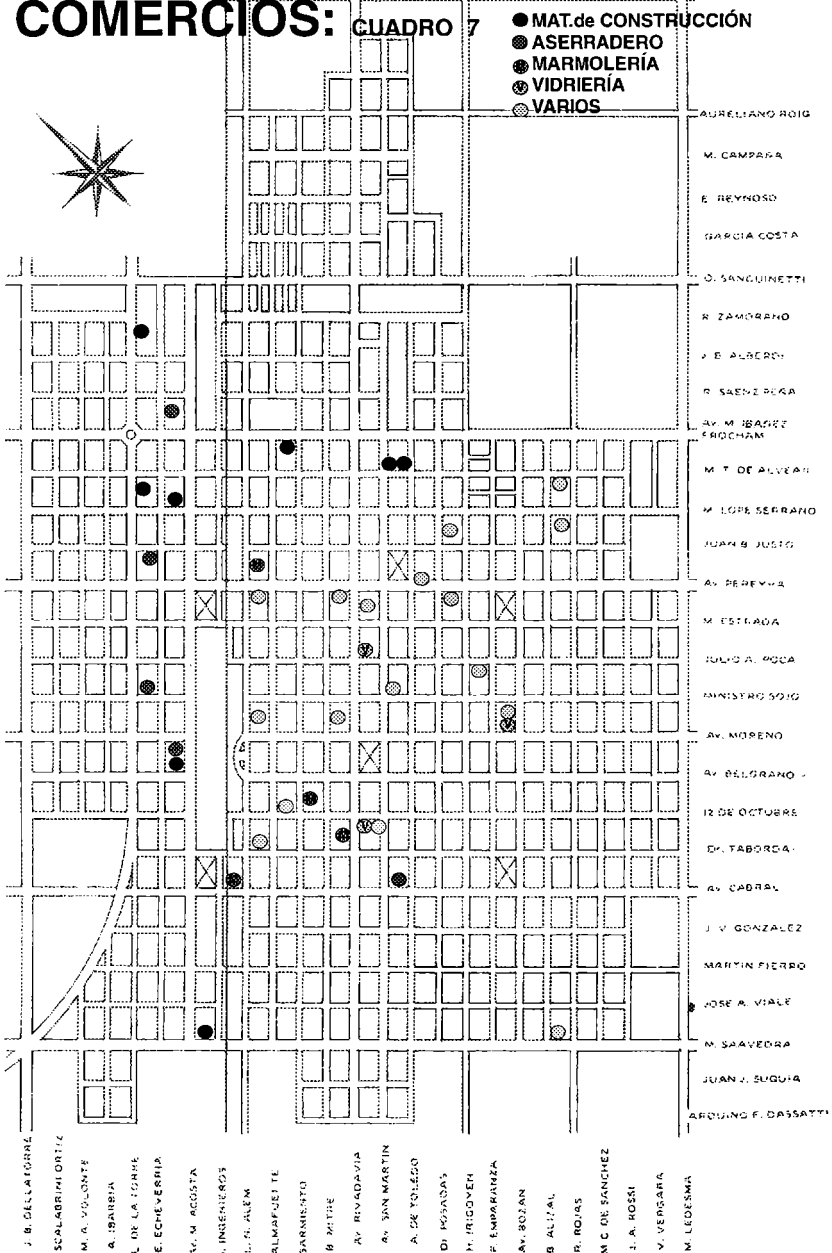 COMERCIOS: CUADRO 7
MAT.de CONSTRUCCIÓN
ASERRADERO
MARMOLERÍA
VIDRIERÍA
VARIOS
AURELIANO ROIG
M. CAMPAÑA
E. REYNOSO
GARCIA COSTA
O. SANGUINETTI
R. ZAMORANO
J. B. ALBERDI
R. SAENZ PEÑA
AV. M. IBAÑEZ
FROCHAM
M. T. DE ALVEAR
M. LOPE SERRANO
JUAN B. JUSTO
AV. PEREYRA
M. ESTRADA
JULIO A. ROCA
MINISTRO SOJO
AV. MORENO
AV. BELGRANO
12 DE OCTUBRE
DR. TABORDA
AV. CABRAL
J. V. GONZALEZ
MARTIN FIERRO
JOSE A. VIALE
M. SAAVEDRA
JUAN J. SUQUIA
ARDUINO F. DASSATTI
J. B. DELLATORRE
SCALABRINI ORTIZ
M. A. VOLONTE
A. IBARBIA
L. DE LA TORRE
E. ECHEVERRIA
AV. M. ACOSTA
J. INGENIEROS
L. N. ALEM
ALMAFUERTE
SARMIENTO
B. MITRE
AV. RIVADAVIA
AV. SAN MARTIN
A. DE TOLEDO
D. POSADAS
H. IRIGOYEN
F. EMPARANZA
AV. BOZAN
B. ALIZAL
R. ROJAS
M. C. DE SANCHEZ
J. A. ROSSI
V. VERGARA
M. LEDESMA